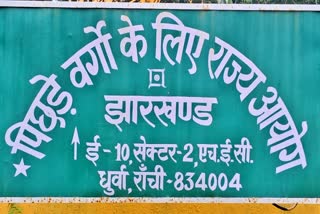 पिछड़े वर्गो के लिए राज्य आयोग
झारखण्ड
ई-10, सेक्टर-2, एच.ई.सी.
धुर्वा, राँची-834004